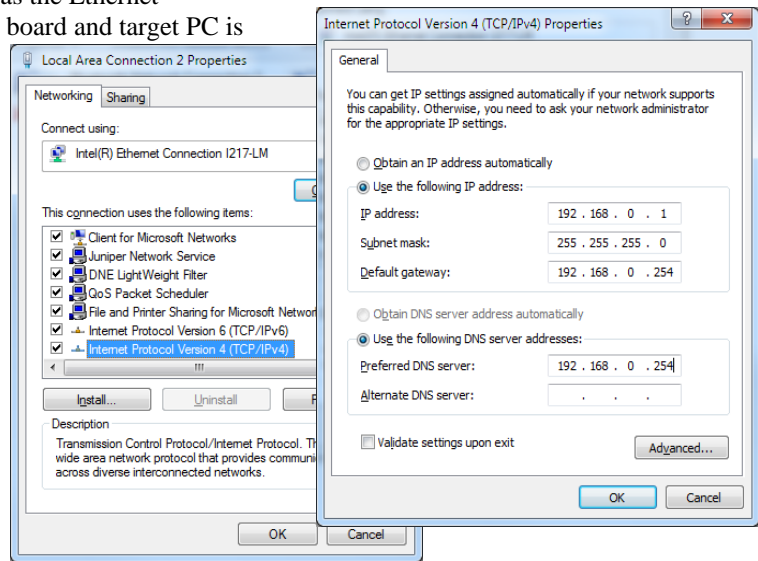 as the Ethernet
board and target PC is
Local Area Connection 2 Properties
Networking Sharing
Connect using:
Intel(R) Ethernet Connection I217-LM
This connection uses the following items:
Client for Microsoft Networks
Juniper Network Service
DNE LightWeight Filter
QoS Packet Scheduler
File and Printer Sharing for Microsoft Networ
Internet Protocol Version 6 (TCP/IPv6)
Internet Protocol Version 4 (TCP/IPv4)
Install... Uninstall
Description
Transmission Control Protocol/Internet Protocol. Th
wide area network protocol that provides communi
across diverse interconnected networks.
OK Cancel
Internet Protocol Version 4 (TCP/IPv4) Properties
General
You can get IP settings assigned automatically if your network supports
this capability. Otherwise, you need to ask your network administrator
for the appropriate IP settings.
Obtain an IP address automatically
Use the following IP address:
IP address: 192 . 168 . 0 . 1
Subnet mask: 255 . 255 . 255 . 0
Default gateway: 192 . 168 . 0 . 254
Obtain DNS server address automatically
Use the following DNS server addresses:
Preferred DNS server: 192 . 168 . 0 . 254
Alternate DNS server: . . .
Validate settings upon exit
Advanced...
OK Cancel